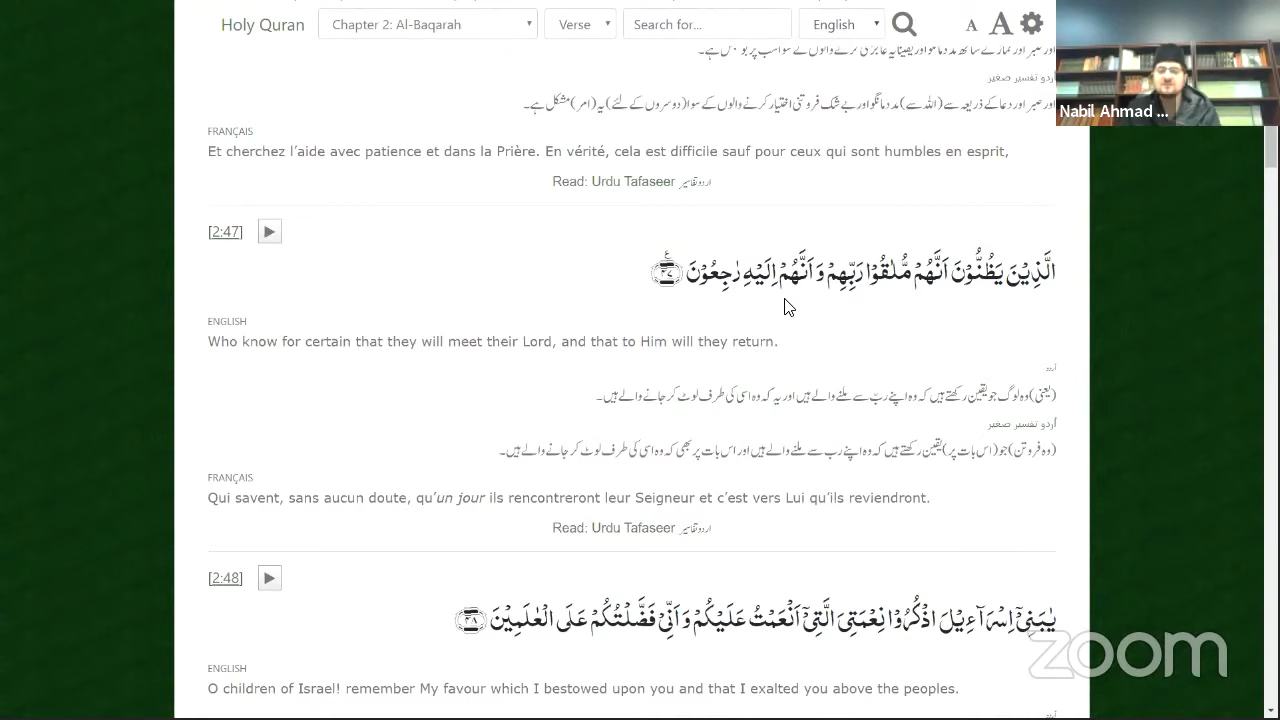 Holy Quran Chapter 2: Al-Baqarah Verse Search for... English A A
اُردو تفسیر صغیر
اور صبر اور دعا کے ذریعہ سے (اللہ سے) مدد مانگو اور بے شک فروتنی اختیار کرنے والوں کے سوا (دوسروں کے لئے) یہ (امر) مشکل ہے۔
FRANÇAIS
Et cherchez l’aide avec patience et dans la Prière. En vérité, cela est difficile sauf pour ceux qui sont humbles en esprit,
Read: Urdu Tafaseer اردو تفاسیر
[2:47]
الَّذِیۡنَ یَظُنُّوۡنَ اَنَّہُمۡ مُّلٰقُوۡا رَبِّہِمۡ وَ اَنَّہُمۡ اِلَیۡہِ رٰجِعُوۡنَ ﴿٪۴۷﴾
ENGLISH
Who know for certain that they will meet their Lord, and that to Him will they return.
اُردو
(یعنی) وہ لوگ جو یقین رکھتے ہیں کہ وہ اپنے ربّ سے ملنے والے ہیں اور یہ کہ وہ اسی کی طرف لوٹ کر جانے والے ہیں۔
اُردو تفسیر صغیر
(وہ فروتن) جو (اس بات پر) یقین رکھتے ہیں کہ وہ اپنے رب سے ملنے والے ہیں اور اس بات پر بھی کہ وہ اسی کی طرف لوٹ کر جانے والے ہیں۔
FRANÇAIS
Qui savent, sans aucun doute, qu’un jour ils rencontreront leur Seigneur et c’est vers Lui qu’ils reviendront.
Read: Urdu Tafaseer اردو تفاسیر
[2:48]
یٰبَنِیۡۤ اِسۡرَآءِیۡلَ اذۡکُرُوۡا نِعۡمَتِیَ الَّتِیۡۤ اَنۡعَمۡتُ عَلَیۡکُمۡ وَ اَنِّیۡ فَضَّلۡتُکُمۡ عَلَی الۡعٰلَمِیۡنَ ﴿۴۸﴾
ENGLISH
O children of Israel! remember My favour which I bestowed upon you and that I exalted you above the peoples.
Nabil Ahmad ...
zoom